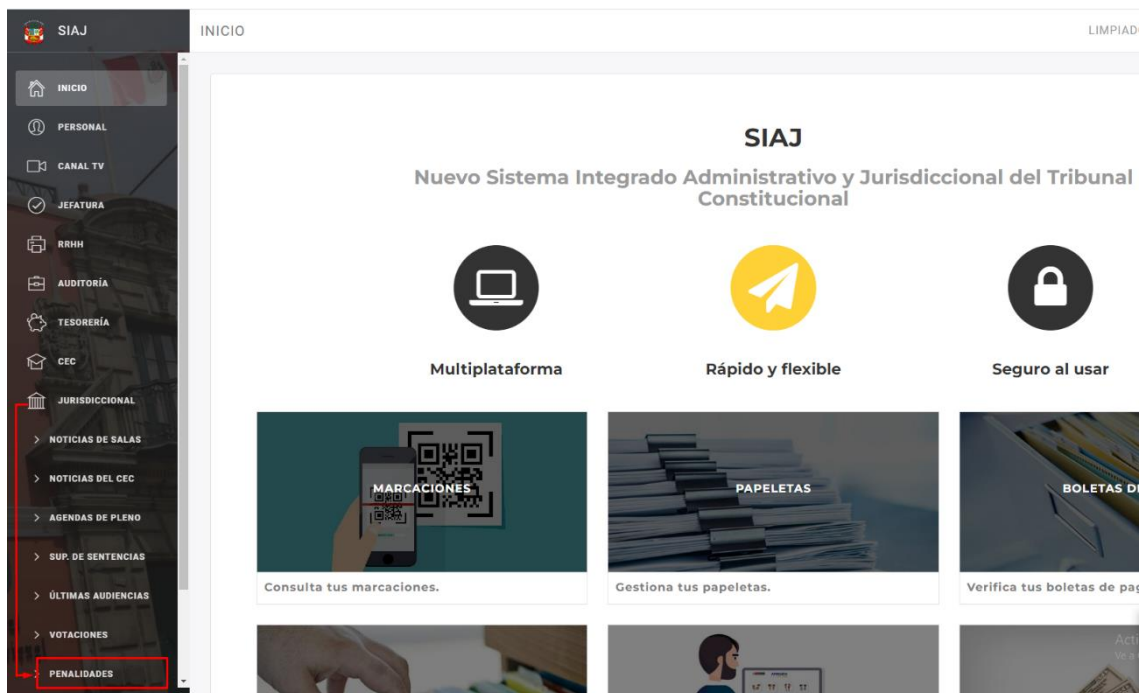 SIAJ
INICIO
LIMPIAD
INICIO
PERSONAL
CANAL TV
JEFATURA
RRHH
AUDITORÍA
TESORERÍA
CEC
JURISDICCIONAL
NOTICIAS DE SALAS
NOTICIAS DEL CEC
AGENDAS DE PLENO
SUP. DE SENTENCIAS
ÚLTIMAS AUDIENCIAS
VOTACIONES
PENALIDADES
SIAJ
Nuevo Sistema Integrado Administrativo y Jurisdiccional del Tribunal
Constitucional
Multiplataforma
Rápido y flexible
Seguro al usar
MARCACIONES
PAPELETAS
BOLETAS D
Consulta tus marcaciones.
Gestiona tus papeletas.
Verifica tus boletas de pag
Acti
Ve a